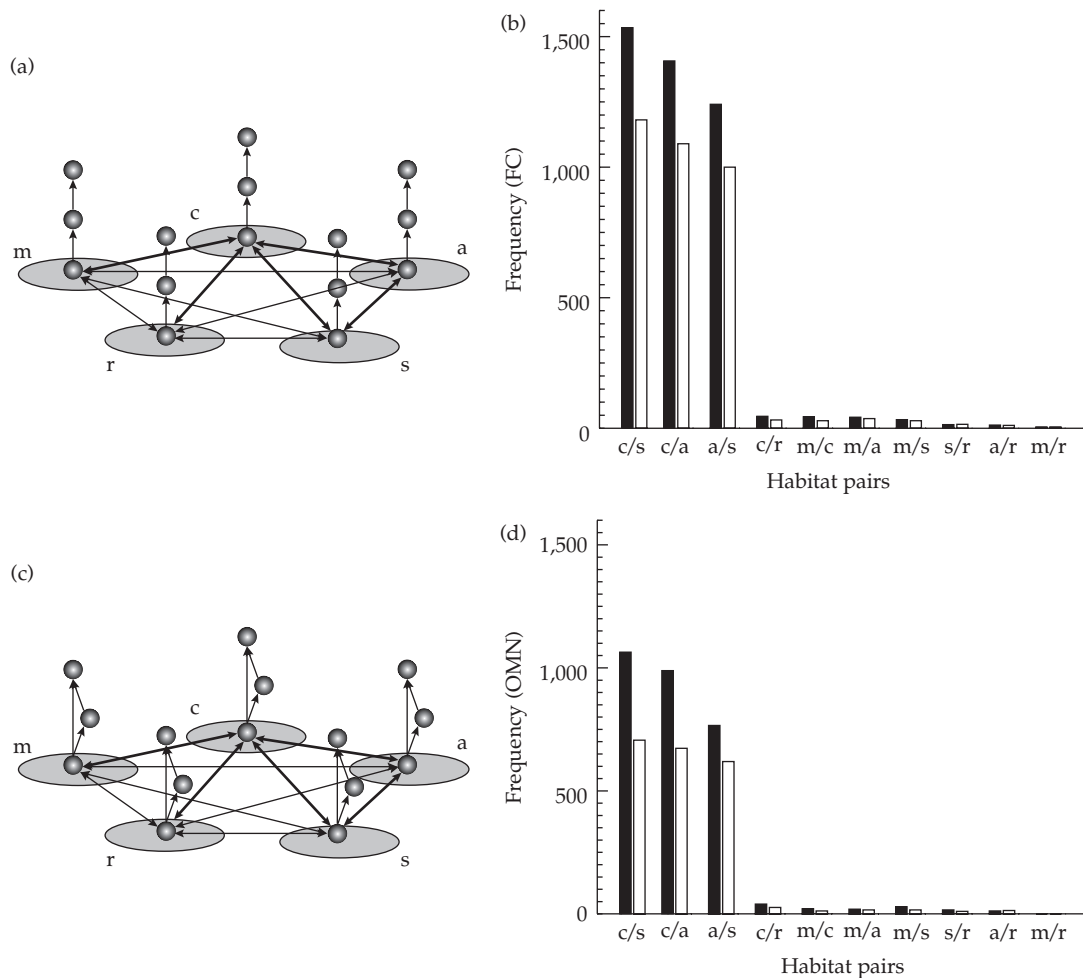 (a)
m
c
a
r
s
(b)
Frequency (FC)
1,500
1,000
500
0
c/s c/a a/s c/r m/c m/a m/s s/r a/r m/r
Habitat pairs
(c)
m
c
a
r
s
(d)
Frequency (OMN)
1,500
1,000
500
0
c/s c/a a/s c/r m/c m/a m/s s/r a/r m/r
Habitat pairs